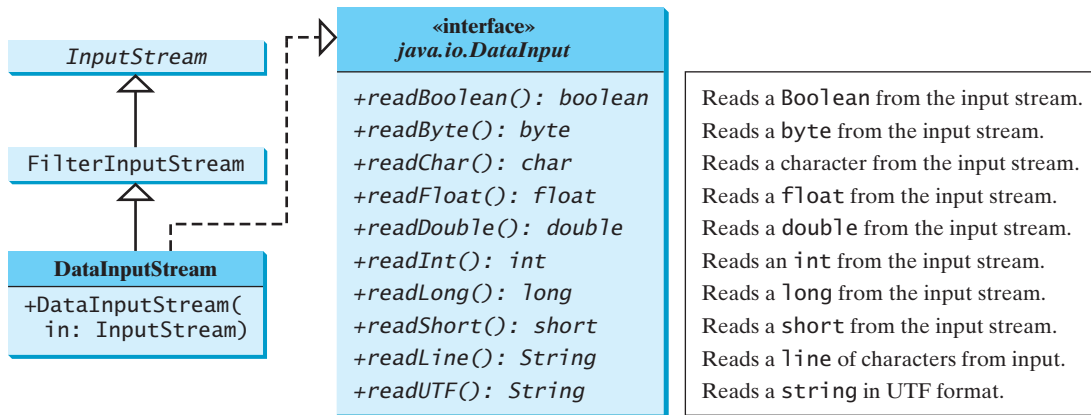 InputStream
FilterInputStream
DataInputStream
+DataInputStream(
in: InputStream)
«interface»
java.io.DataInput
+readBoolean(): boolean
+readByte(): byte
+readChar(): char
+readFloat(): float
+readDouble(): double
+readInt(): int
+readLong(): long
+readShort(): short
+readLine(): String
+readUTF(): String
Reads a Boolean from the input stream.
Reads a byte from the input stream.
Reads a character from the input stream.
Reads a float from the input stream.
Reads a double from the input stream.
Reads an int from the input stream.
Reads a long from the input stream.
Reads a short from the input stream.
Reads a line of characters from input.
Reads a string in UTF format.